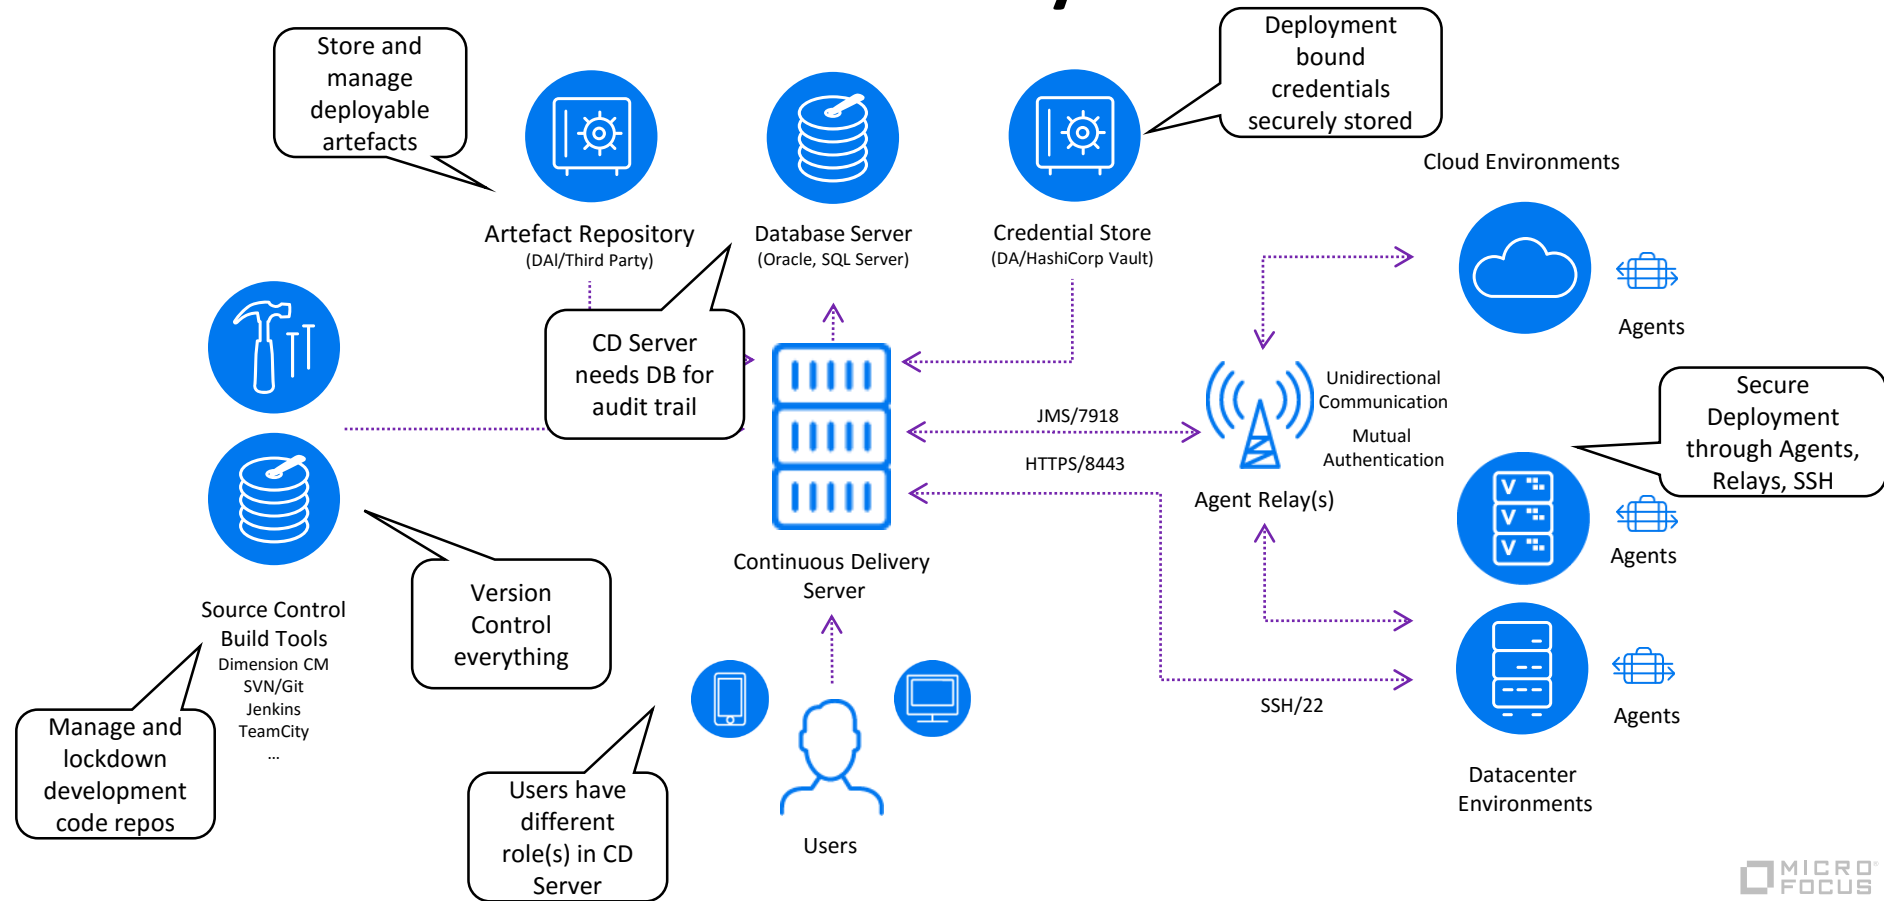 Store and
manage
deployable
artefacts
Deployment
bound
credentials
securely stored
Cloud Environments
Artefact Repository
(DAl/Third Party)
Database Server
(Oracle, SQL Server)
Credential Store
(DA/HashiCorp Vault)
Agents
CD Server
needs DB for
audit trail
Unidirectional
Communication
Mutual
Authentication
JMS/7918
HTTPS/8443
Agent Relay(s)
Secure
Deployment
through Agents,
Relays, SSH
Agents
Continuous Delivery
Server
Source Control
Build Tools
Dimension CM
SVN/Git
Jenkins
TeamCity
...
Version
Control
everything
Manage and
lockdown
development
code repos
SSH/22
Agents
Users have
different
role(s) in CD
Server
Users
Datacenter
Environments
MICRO
FOCUS